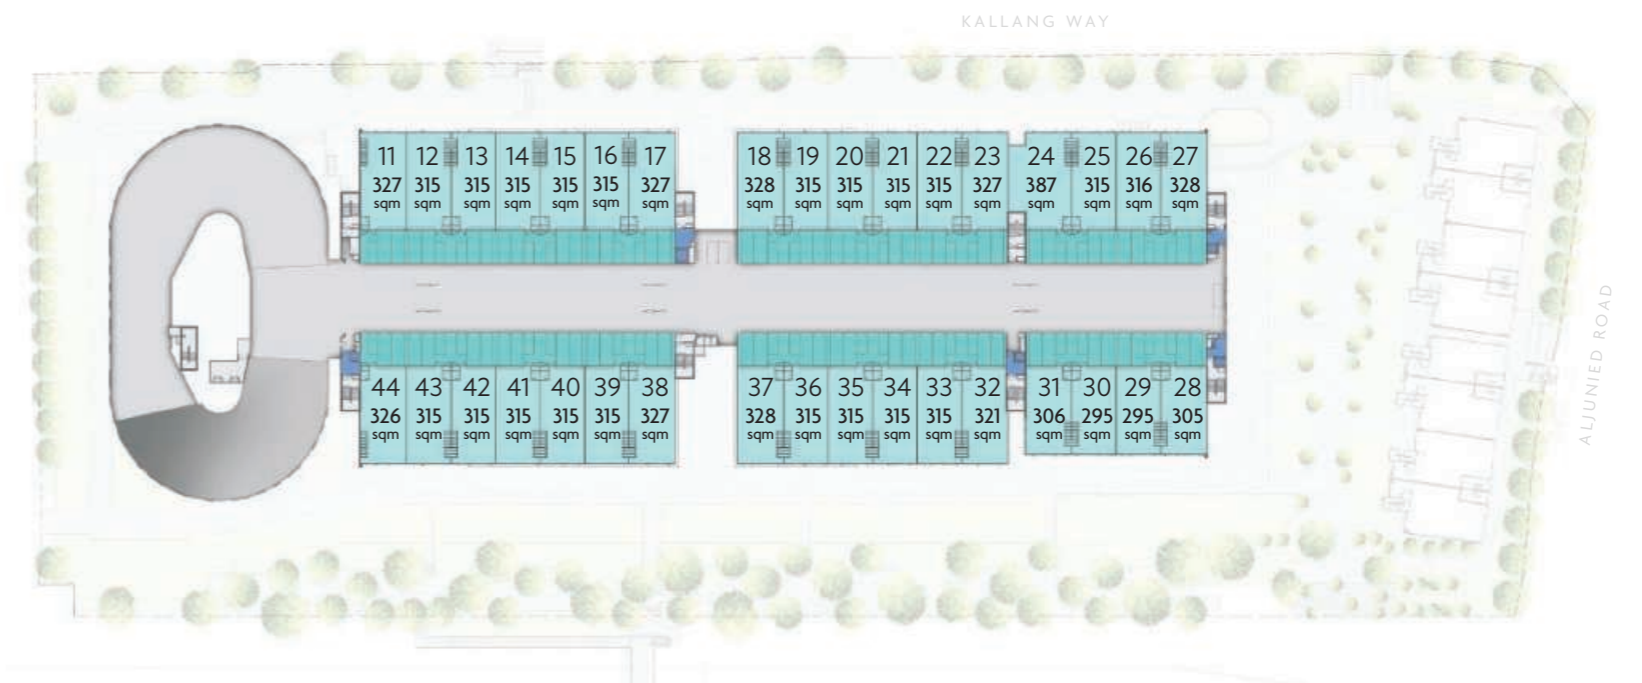 KALLANG WAY
11 12 13 14 15 16 17 18 19 20 21 22 23 24 25 26 27
327 315 315 315 315 315 327 328 315 315 315 315 327 387 315 316 328
sqm sqm sqm sqm sqm sqm sqm sqm sqm sqm sqm sqm sqm sqm sqm sqm sqm
ALJUNIED ROAD
44 43 42 41 40 39 38 37 36 35 34 33 32 31 30 29 28
326 315 315 315 315 315 327 328 315 315 315 315 321 306 295 295 305
sqm sqm sqm sqm sqm sqm sqm sqm sqm sqm sqm sqm sqm sqm sqm sqm sqm